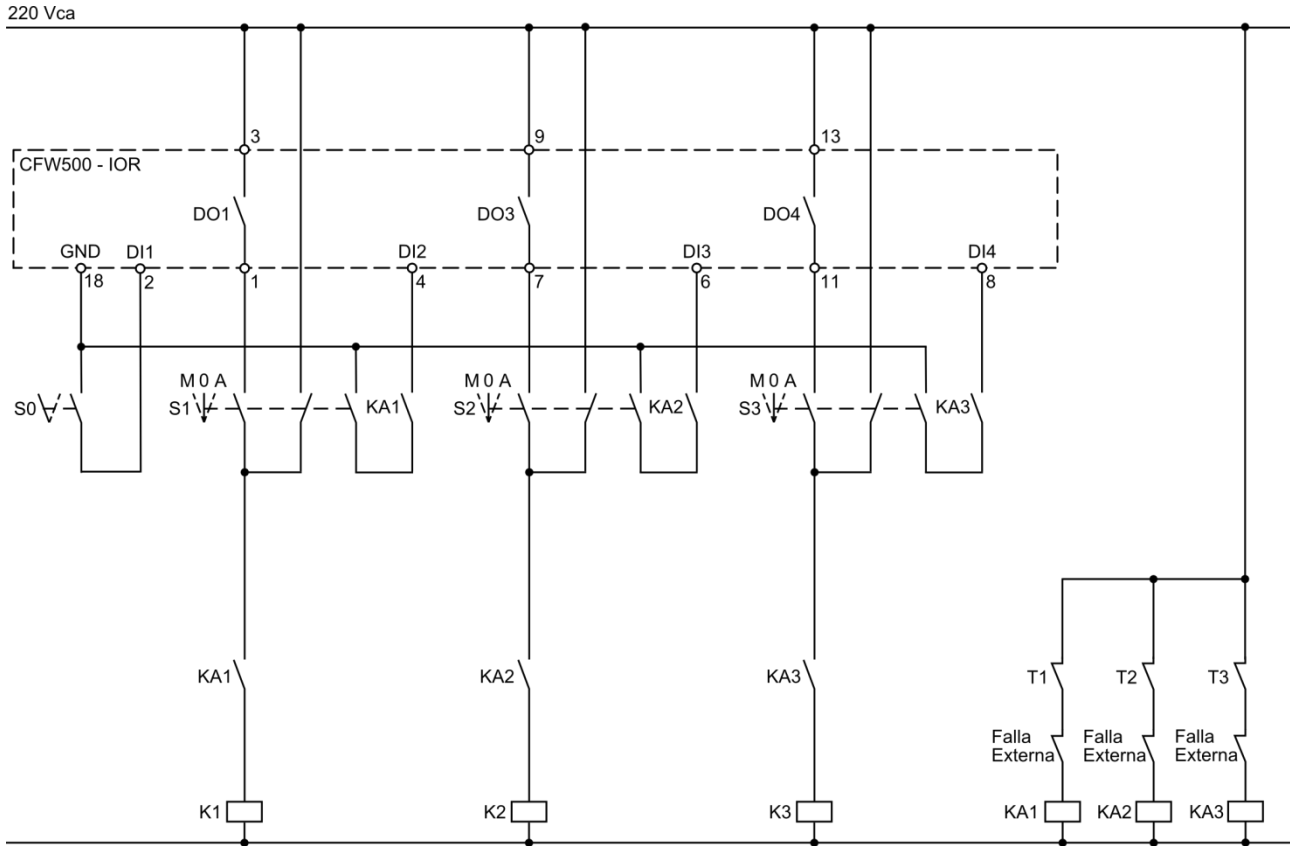 220 Vca
3
9
13
CFW500 - IOR
DO1
DO3
DO4
GND
DI1
DI2
DI3
DI4
18
2
1
4
7
6
11
8
M 0 A
M 0 A
M 0 A
S0
S1
KA1
S2
KA2
S3
KA3
KA1
KA2
KA3
T1
T2
T3
Falla
Externa
Falla
Externa
Falla
Externa
K1
K2
K3
KA1
KA2
KA3